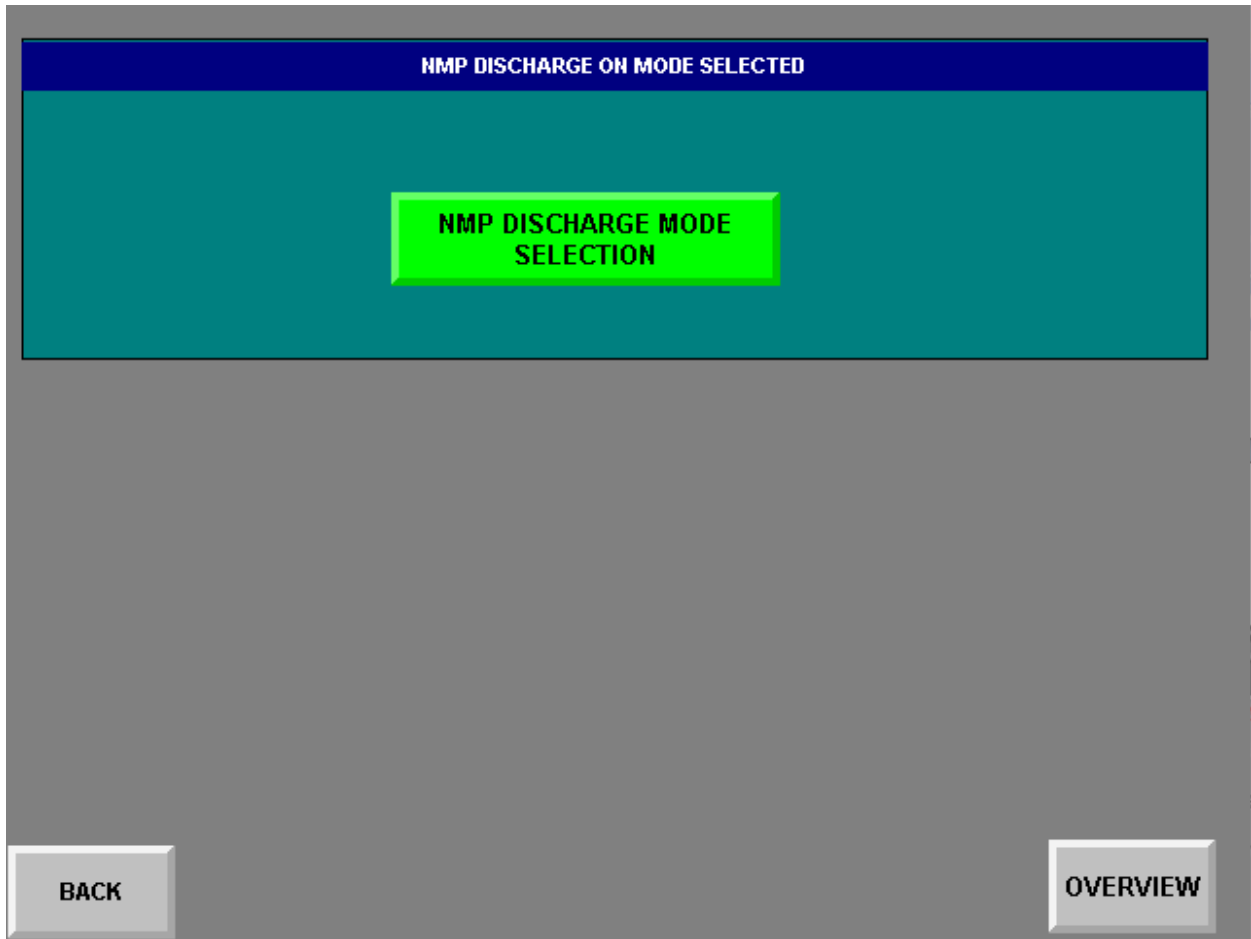 NMP DISCHARGE ON MODE SELECTED
NMP DISCHARGE MODE
SELECTION
BACK
OVERVIEW